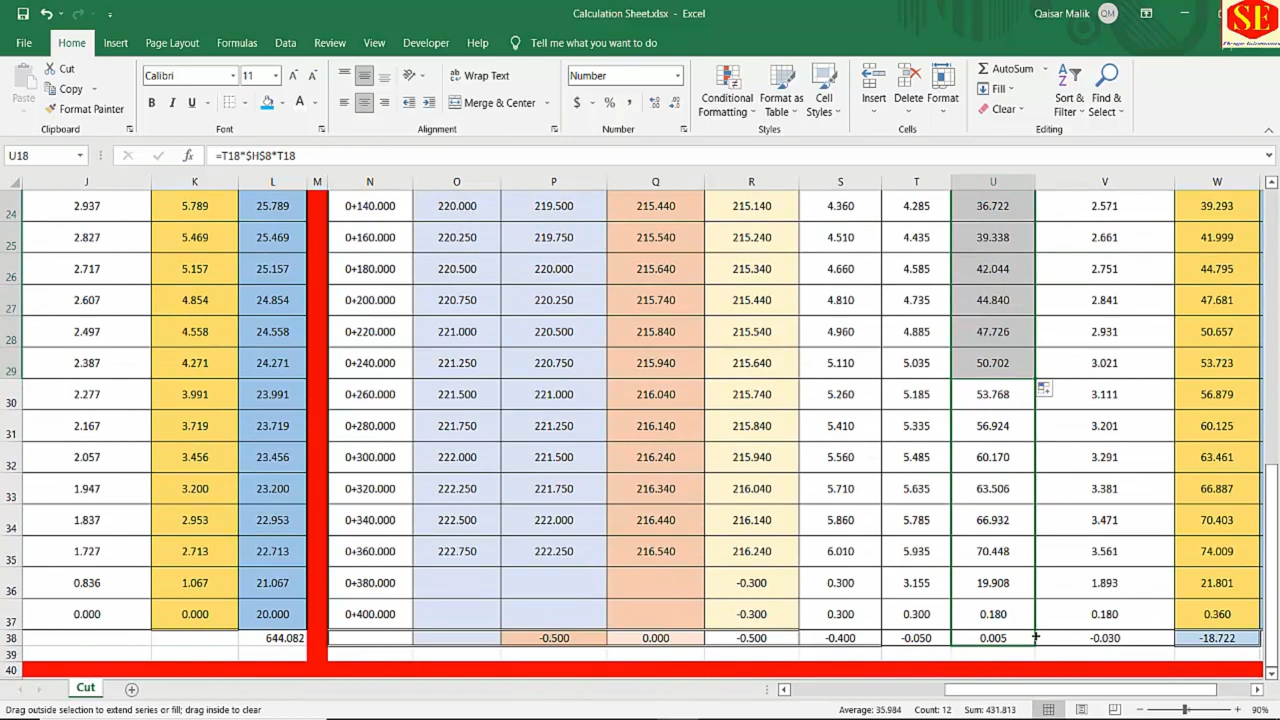 Calculation Sheet.xlsx - Excel
Qaisar Malik QM
SE
File Home Insert Page Layout Formulas Data Review View Developer Help Tell me what you want to do
Paste Cut Copy Format Painter Clipboard
Calibri 11 B I U A A A Font
Wrap Text Merge & Center Alignment
Number $ % , Number
Conditional Formatting Format as Table Cell Styles Styles
Insert Delete Format Cells
AutoSum Fill Clear Sort & Filter Find & Select Editing
U18 fx =T18*$H$8*T18
J K L M N O P Q R S T U V W
24 2.937 5.789 25.789 0+140.000 220.000 219.500 215.440 215.140 4.360 4.285 36.722 2.571 39.293
25 2.827 5.469 25.469 0+160.000 220.250 219.750 215.540 215.240 4.510 4.435 39.338 2.661 41.999
26 2.717 5.157 25.157 0+180.000 220.500 220.000 215.640 215.340 4.660 4.585 42.044 2.751 44.795
27 2.607 4.854 24.854 0+200.000 220.750 220.250 215.740 215.440 4.810 4.735 44.840 2.841 47.681
28 2.497 4.558 24.558 0+220.000 221.000 220.500 215.840 215.540 4.960 4.885 47.726 2.931 50.657
29 2.387 4.271 24.271 0+240.000 221.250 220.750 215.940 215.640 5.110 5.035 50.702 3.021 53.723
30 2.277 3.991 23.991 0+260.000 221.500 221.000 216.040 215.740 5.260 5.185 53.768 3.111 56.879
31 2.167 3.719 23.719 0+280.000 221.750 221.250 216.140 215.840 5.410 5.335 56.924 3.201 60.125
32 2.057 3.456 23.456 0+300.000 222.000 221.500 216.240 215.940 5.560 5.485 60.170 3.291 63.461
33 1.947 3.200 23.200 0+320.000 222.250 221.750 216.340 216.040 5.710 5.635 63.506 3.381 66.887
34 1.837 2.953 22.953 0+340.000 222.500 222.000 216.440 216.140 5.860 5.785 66.932 3.471 70.403
35 1.727 2.713 22.713 0+360.000 222.750 222.250 216.540 216.240 6.010 5.935 70.448 3.561 74.009
36 0.836 1.067 21.067 0+380.000 -0.300 0.300 3.155 19.908 1.893 21.801
37 0.000 0.000 20.000 0+400.000 -0.300 0.300 0.300 0.180 0.180 0.360
38 644.082 -0.500 0.000 -0.500 -0.400 -0.050 0.005 -0.030 -18.722
39
40
Cut
Drag outside selection to extend series or fill; drag inside to clear Average: 35.984 Count: 12 Sum: 431.813 90%